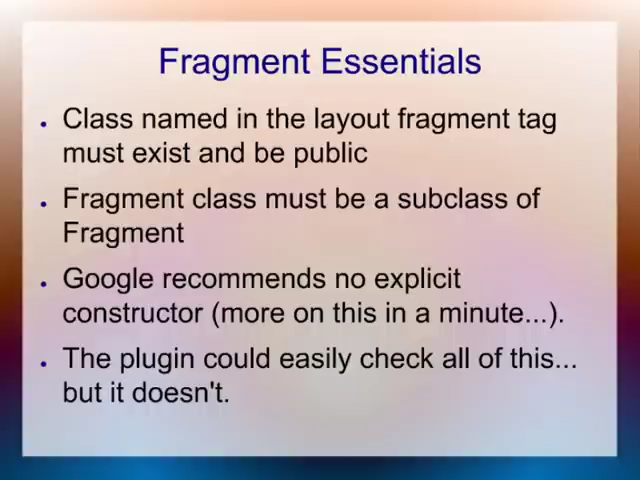 Fragment Essentials
Class named in the layout fragment tag
must exist and be public
Fragment class must be a subclass of
Fragment
Google recommends no explicit
constructor (more on this in a minute...).
The plugin could easily check all of this...
but it doesn't.